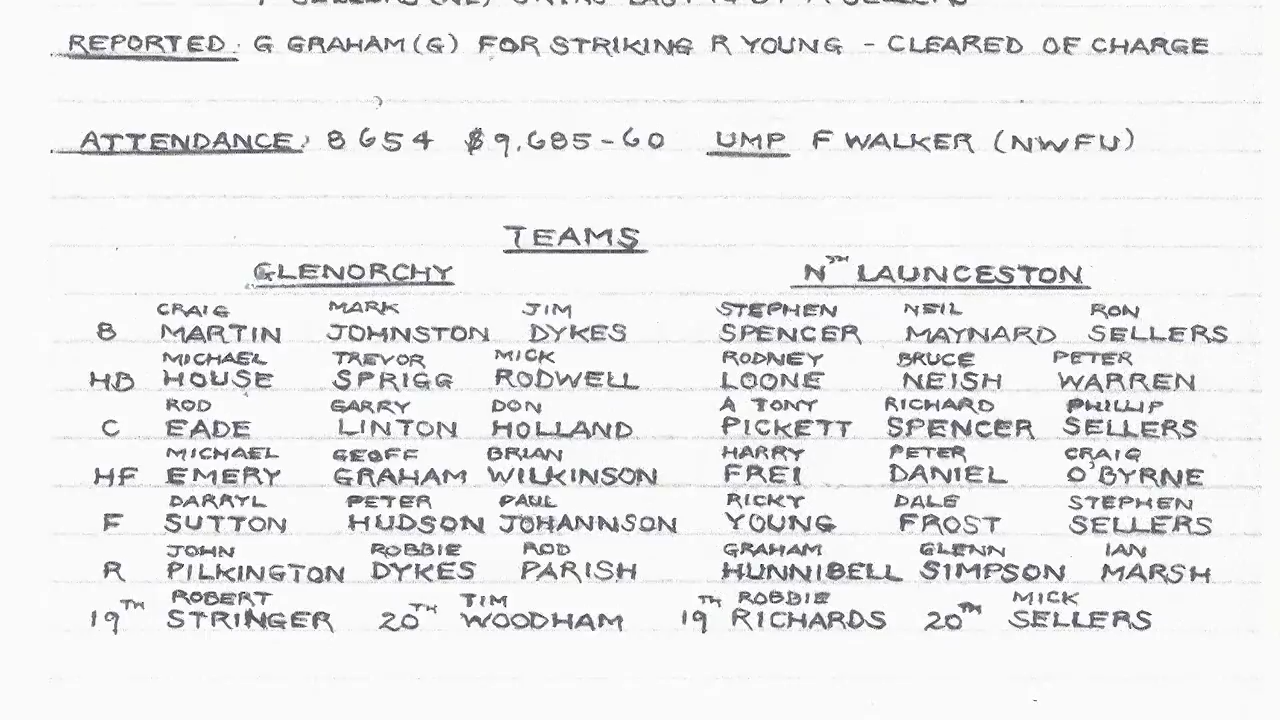 REPORTED: G GRAHAM (G) FOR STRIKING R YOUNG - CLEARED OF CHARGE
ATTENDANCE: 8654 $9,685-60 UMP F WALKER (NWFU)
TEAMS
GLENORCHY NTH LAUNCESTON
CRAIG MARK JIM STEPHEN NEIL RON
B MARTIN JOHNSTON DYKES SPENCER MAYNARD SELLERS
MICHAEL TREVOR MICK RODNEY BRUCE PETER
HB HOUSE SPRIGG RODWELL LOONE NEISH WARREN
ROD GARRY DON A TONY RICHARD PHILLIP
C EADE LINTON HOLLAND PICKETT SPENCER SELLERS
MICHAEL GEOFF BRIAN HARRY PETER CRAIG
HF EMERY GRAHAM WILKINSON FREI DANIEL O'BYRNE
DARRYL PETER PAUL RICKY DALE STEPHEN
F SUTTON HUDSON JOHANNSON YOUNG FROST SELLERS
JOHN ROBBIE ROD GRAHAM GLENN IAN
R PILKINGTON DYKES PARISH HUNNIBELL SIMPSON MARSH
ROBERT TIM ROBBIE MICK
19TH STRINGER 20TH WOODHAM 19TH RICHARDS 20TH SELLERS